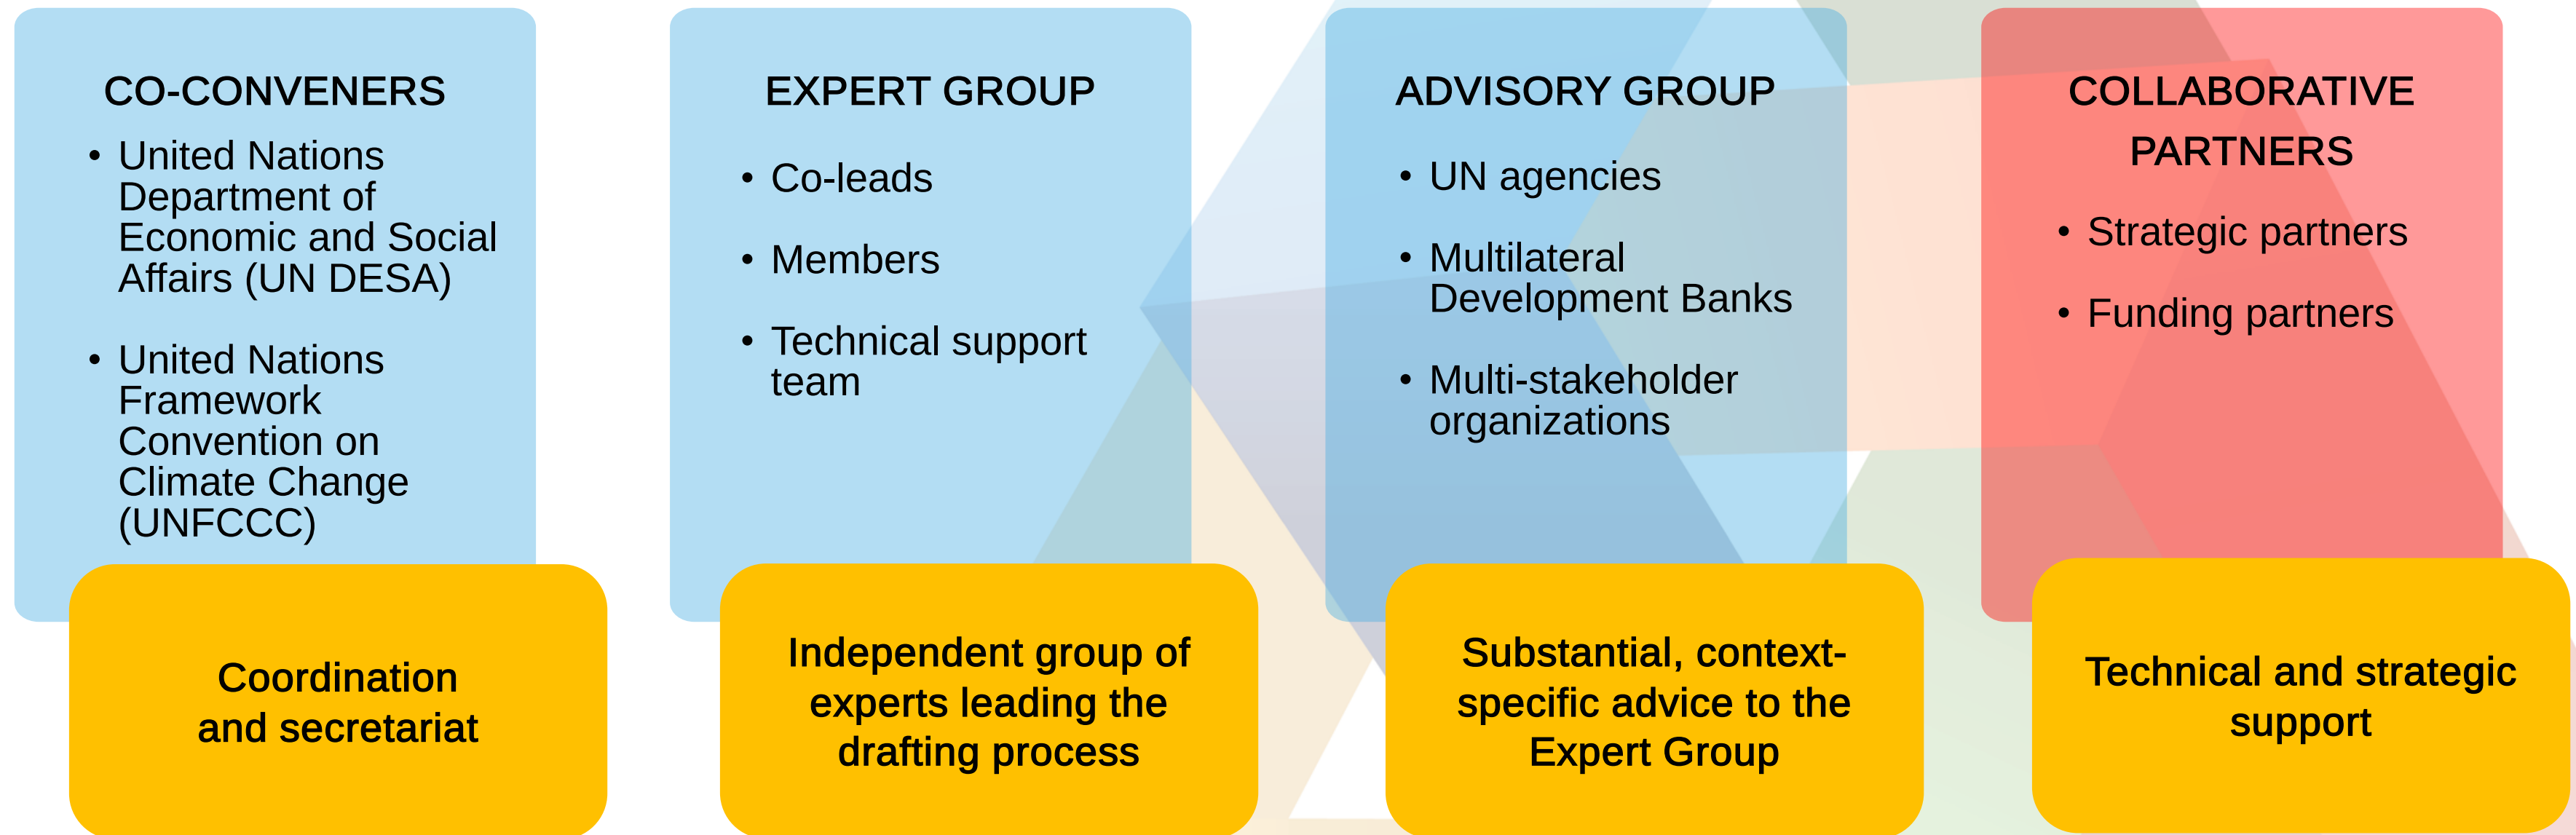 CO-CONVENERS
• United Nations
Department of
Economic and Social
Affairs (UN DESA)
• United Nations
Framework
Convention on
Climate Change
(UNFCCC)
Coordination
and secretariat
EXPERT GROUP
• Co-leads
• Members
• Technical support
team
Independent group of
experts leading the
drafting process
ADVISORY GROUP
• UN agencies
• Multilateral
Development Banks
• Multi-stakeholder
organizations
Substantial, context-
specific advice to the
Expert Group
COLLABORATIVE
PARTNERS
• Strategic partners
• Funding partners
Technical and strategic
support